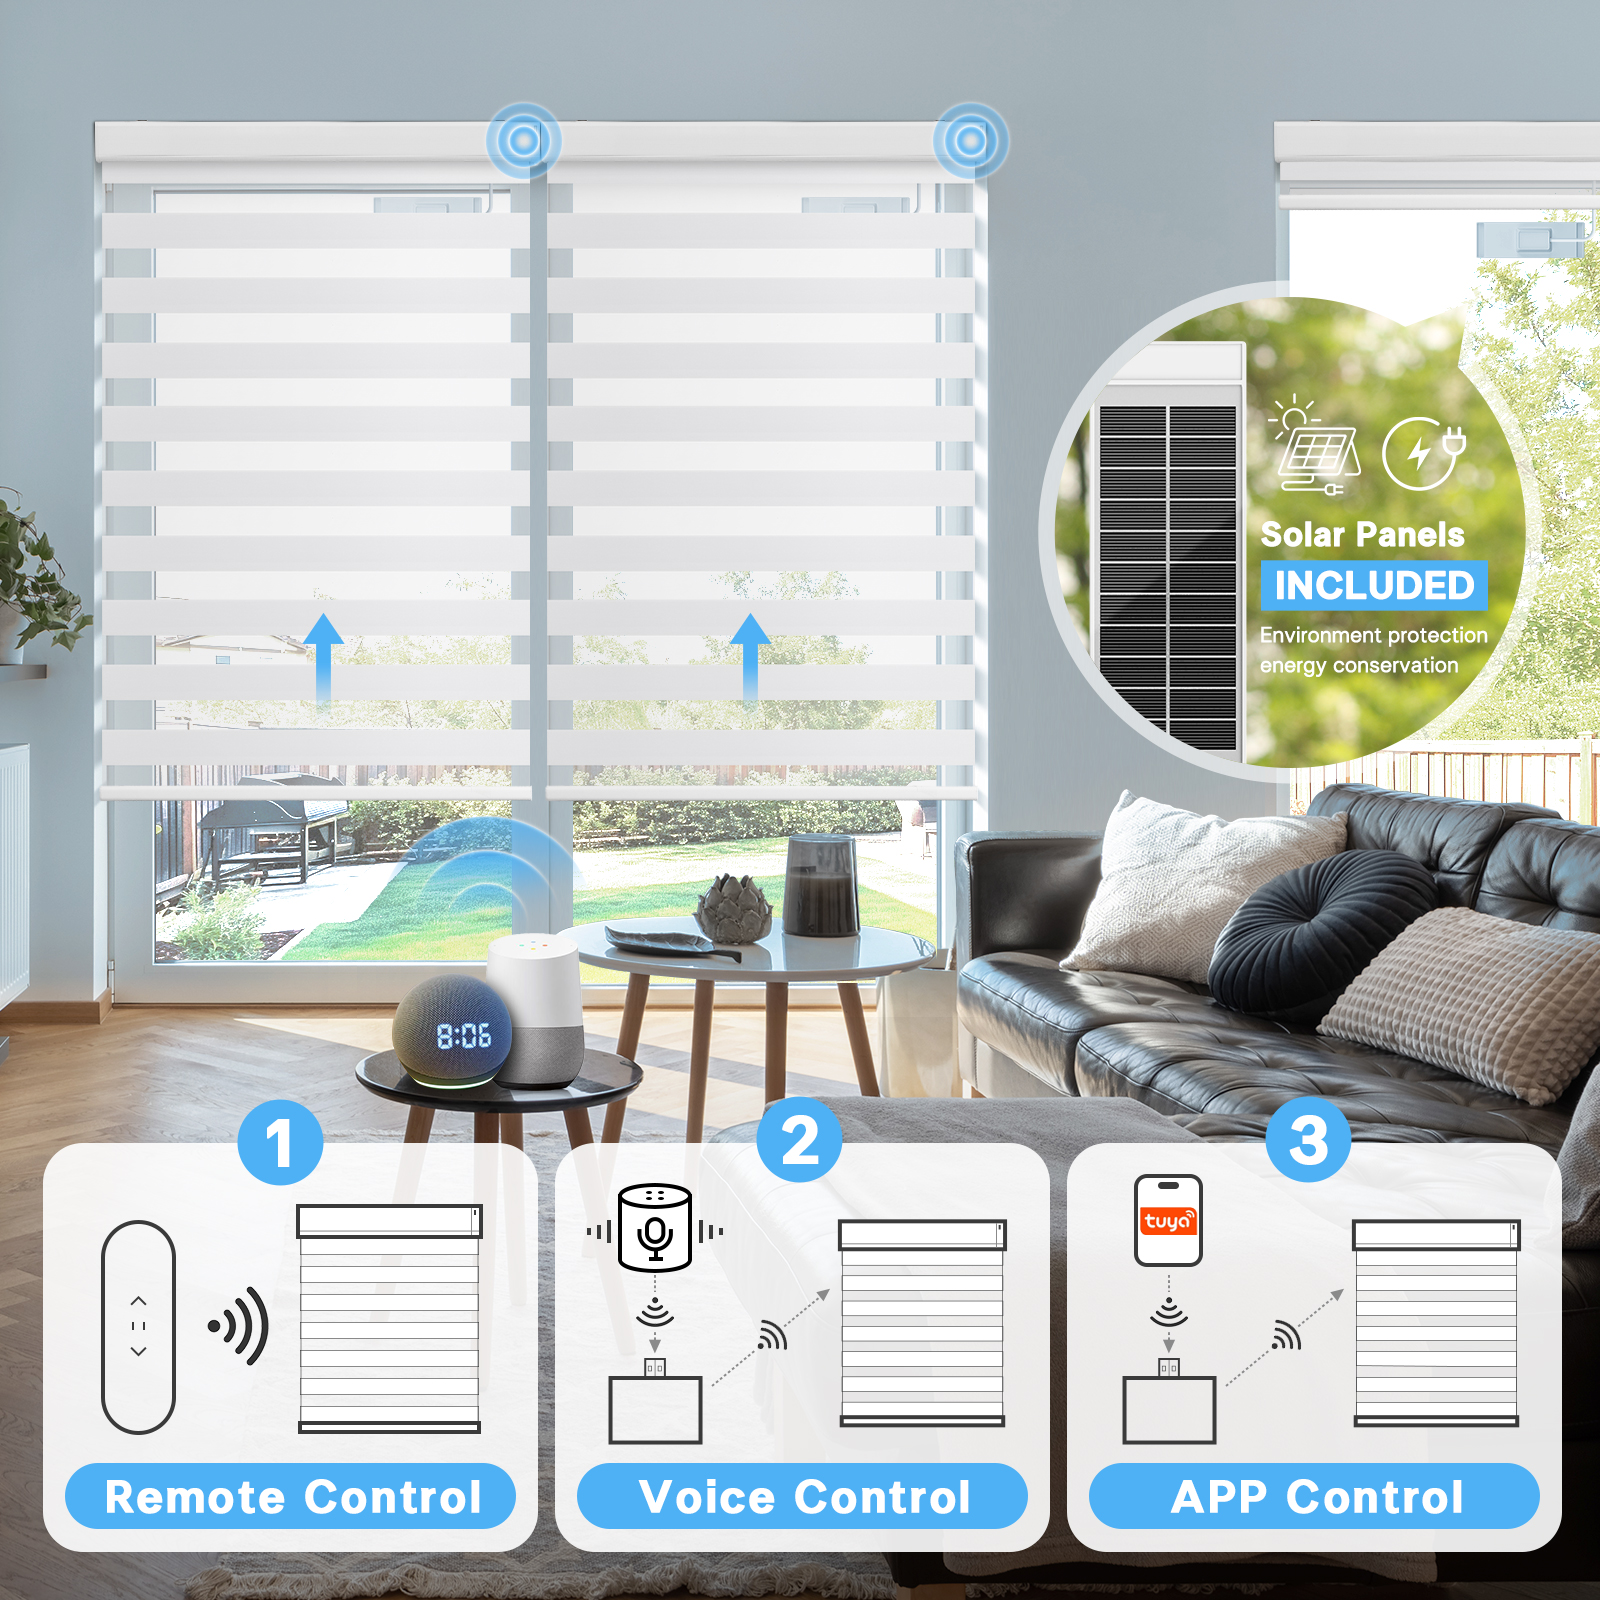 Solar Panels
INCLUDED
Environment protection
energy conservation
8:06
1
2
3
tuya
Remote Control
Voice Control
APP Control